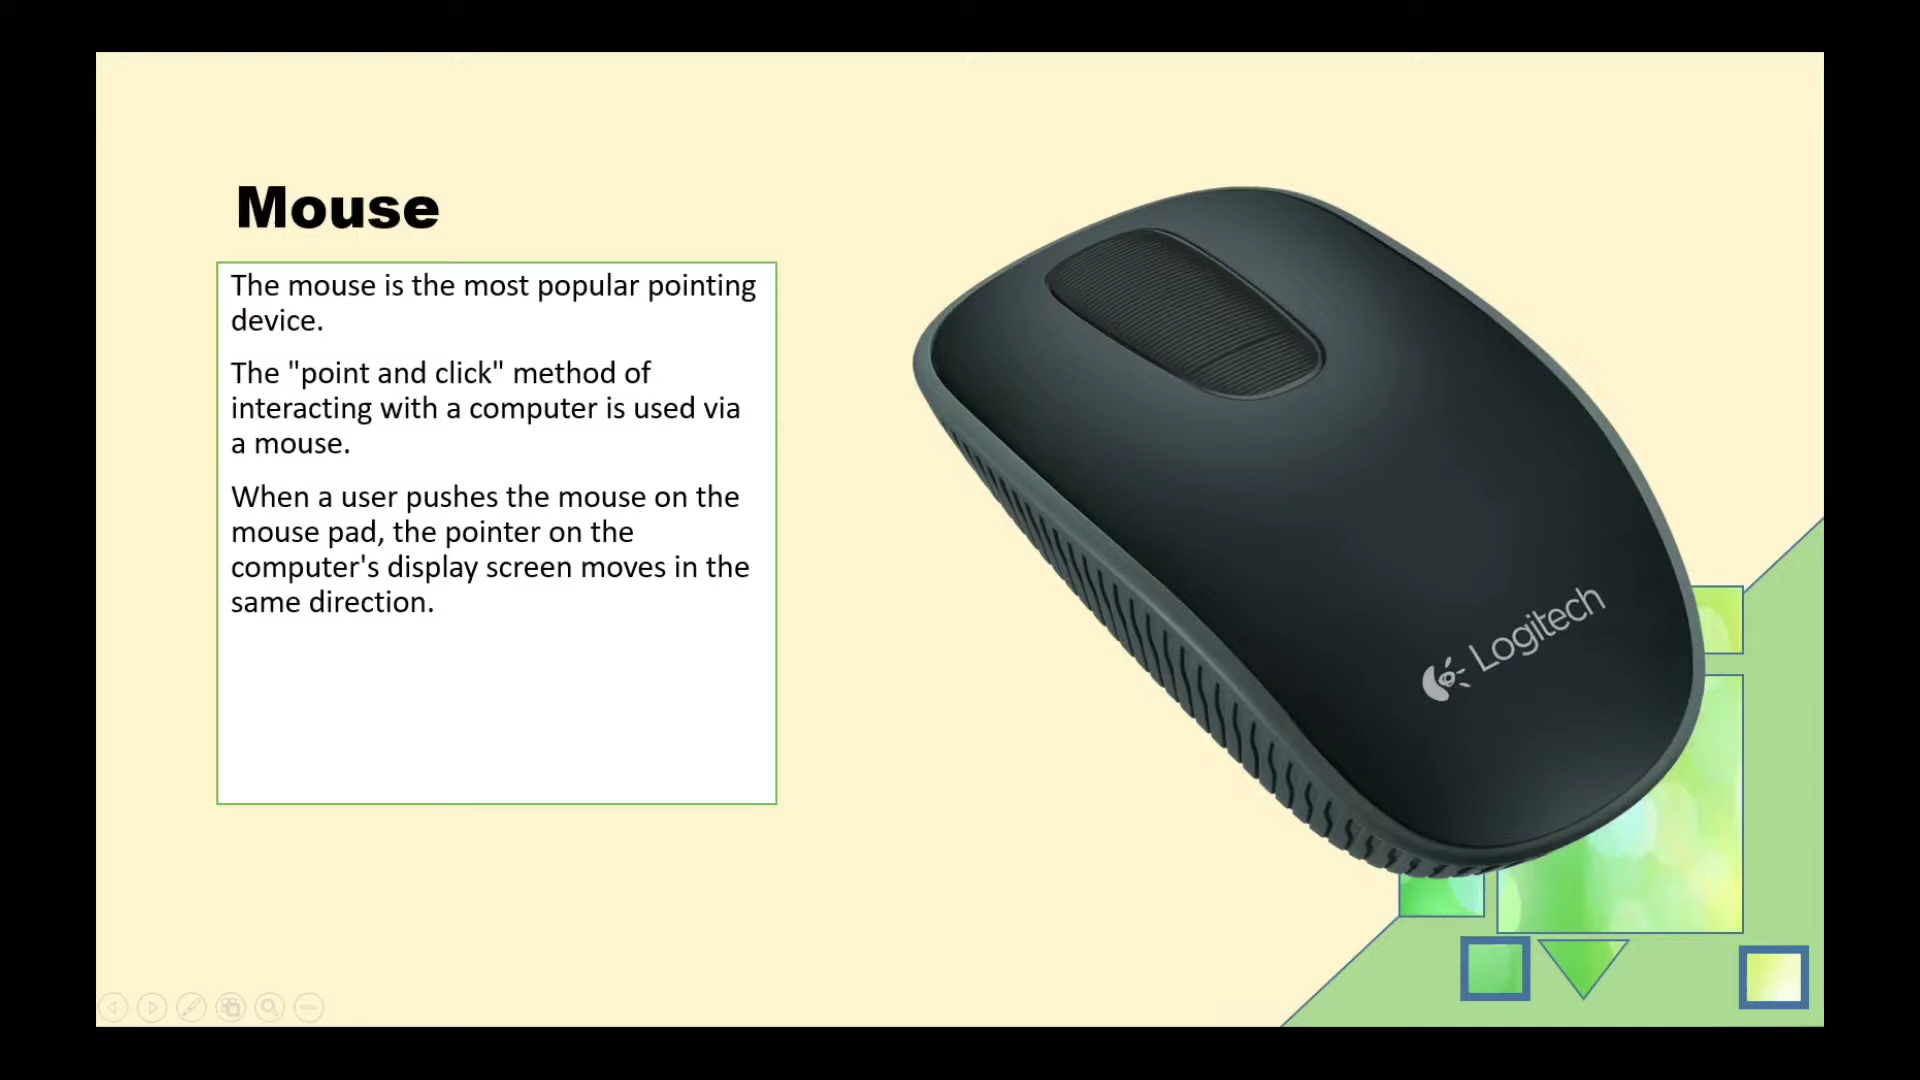 Mouse
The mouse is the most popular pointing
device.
The "point and click" method of
interacting with a computer is used via
a mouse.
When a user pushes the mouse on the
mouse pad, the pointer on the
computer's display screen moves in the
same direction.
Logitech